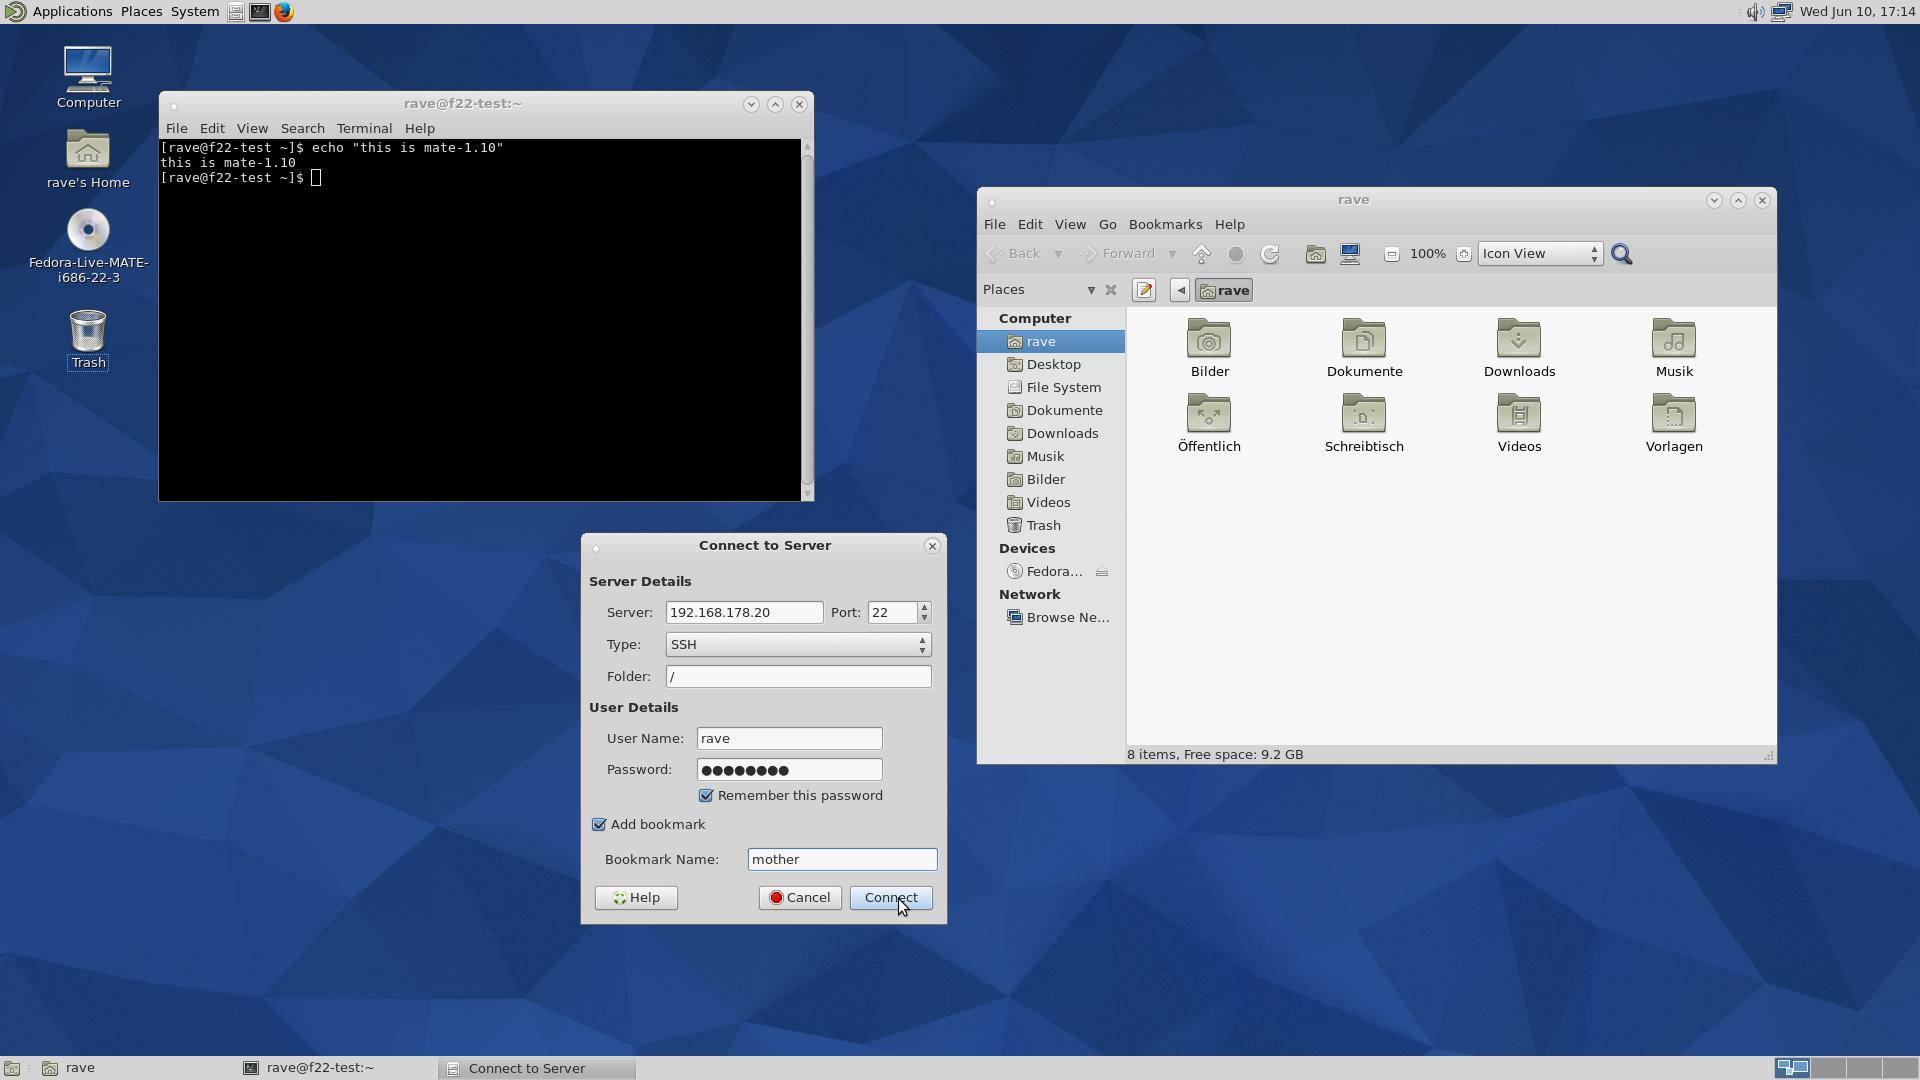 Applications Places System
Wed Jun 10, 17:14
Computer
rave's Home
Fedora-Live-MATE-
i686-22-3
Trash
rave@f22-test:~
File Edit View Search Terminal Help
[rave@f22-test ~]$ echo "this is mate-1.10"
this is mate-1.10
[rave@f22-test ~]$
rave
File Edit View Go Bookmarks Help
Back Forward 100% Icon View
Places rave
Computer
rave
Desktop
File System
Dokumente
Downloads
Musik
Bilder
Videos
Trash
Devices
Fedora...
Network
Browse Ne...
Bilder Dokumente Downloads Musik
Öffentlich Schreibtisch Videos Vorlagen
8 items, Free space: 9.2 GB
Connect to Server
Server Details
Server: 192.168.178.20 Port: 22
Type: SSH
Folder: /
User Details
User Name: rave
Password: ●●●●●●●●
Remember this password
Add bookmark
Bookmark Name: mother
Help Cancel Connect
rave rave@f22-test:~ Connect to Server